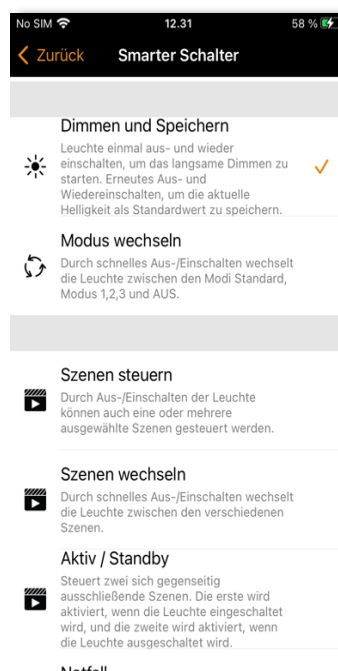 No SIM 12.31 58 %
Zurück Smarter Schalter
Dimmen und Speichern
Leuchte einmal aus- und wieder
einschalten, um das langsame Dimmen zu
starten. Erneutes Aus- und
Wiedereinschalten, um die aktuelle
Helligkeit als Standardwert zu speichern.
Modus wechseln
Durch schnelles Aus-/Einschalten wechselt
die Leuchte zwischen den Modi Standard,
Modus 1,2,3 und AUS.
Szenen steuern
Durch Aus-/Einschalten der Leuchte
können auch eine oder mehrere
ausgewählte Szenen gesteuert werden.
Szenen wechseln
Durch schnelles Aus-/Einschalten wechselt
die Leuchte zwischen den verschiedenen
Szenen.
Aktiv / Standby
Steuert zwei sich gegenseitig
ausschließende Szenen. Die erste wird
aktiviert, wenn die Leuchte eingeschaltet
wird, und die zweite wird aktiviert, wenn
die Leuchte ausgeschaltet wird.
Notfall